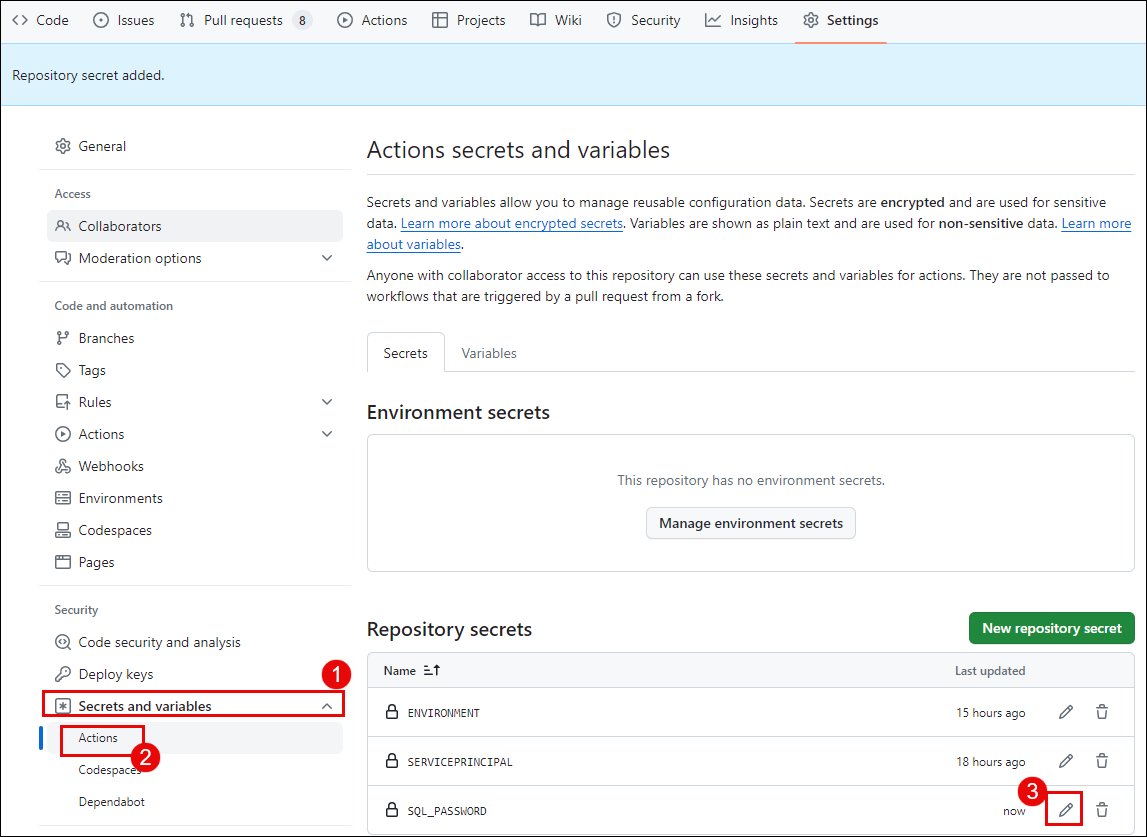 Code Issues Pull requests 8 Actions Projects Wiki Security Insights Settings
Repository secret added.
General
Access
Collaborators
Moderation options
Code and automation
Branches
Tags
Rules
Actions
Webhooks
Environments
Codespaces
Pages
Security
Code security and analysis
Deploy keys
1
Secrets and variables
Actions
2
Codespaces
Dependabot
Actions secrets and variables
Secrets and variables allow you to manage reusable configuration data. Secrets are encrypted and are used for sensitive
data. Learn more about encrypted secrets. Variables are shown as plain text and are used for non-sensitive data. Learn more
about variables.
Anyone with collaborator access to this repository can use these secrets and variables for actions. They are not passed to
workflows that are triggered by a pull request from a fork.
Secrets Variables
Environment secrets
This repository has no environment secrets.
Manage environment secrets
Repository secrets New repository secret
Name Last updated
ENVIRONMENT 15 hours ago
SERVICEPRINCIPAL 18 hours ago
3
SQL_PASSWORD now